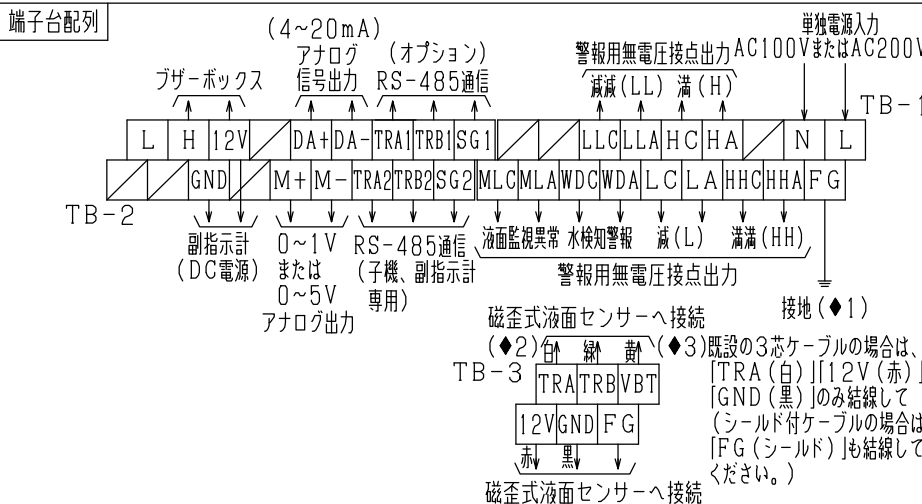 端子台配列
(4~20mA)
アナログ
信号出力
(オプション)
RS-485通信
ブザーボックス
警報用無電圧接点出力
減減(LL) 満(H)
単独電源入力
AC100VまたはAC200V
TB-1
L H 12V DA+ DA- TRA1 TRB1 SG1 LLC LLA HC HA N L
GND M+ M- TRA2 TRB2 SG2 MLC MLA WDC WDA LC LA HHC HHA FG
TB-2
副指示計
(DC電源)
0~1V
または
0~5V
アナログ出力
RS-485通信
(子機、副指示計
専用)
液面監視異常 水検知警報 減(L) 満満(HH)
警報用無電圧接点出力
接地(◆1)
磁歪式液面センサーへ接続
(◆2) 白 緑 黄 (◆3)
TB-3
TRA TRB VBT
12V GND FG
赤 黒
磁歪式液面センサーへ接続
既設の3芯ケーブルの場合は、
「TRA(白)」「12V(赤)」
「GND(黒)」のみ結線して
(シールド付ケーブルの場合は
「FG(シールド)」も結線して
ください。)